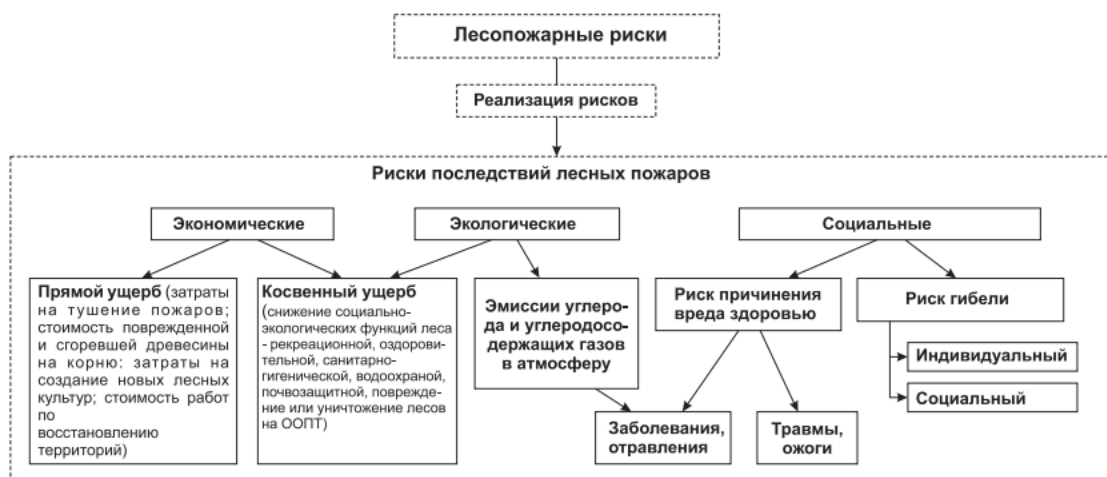 Лесопожарные риски
Реализация рисков
Риски последствий лесных пожаров
Экономические
Экологические
Социальные
Прямой ущерб (затраты
на тушение пожаров;
стоимость поврежденной
и сгоревшей древесины
на корню: затраты на
создание новых лесных
культур; стоимость работ
по
восстановлению
территорий)
Косвенный ущерб
(снижение социально-
экологических функций леса
- рекреационной, оздорови-
тельной, санитарно-
гигенической, водоохраной,
почвозащитной, поврежде-
ние или уничтожение лесов
на ООПТ)
Эмиссии углеро-
да и углеродосо-
держащих газов
в атмосферу
Риск причинения
вреда здоровью
Риск гибели
Индивидуальный
Социальный
Заболевания,
отравления
Травмы,
ожоги